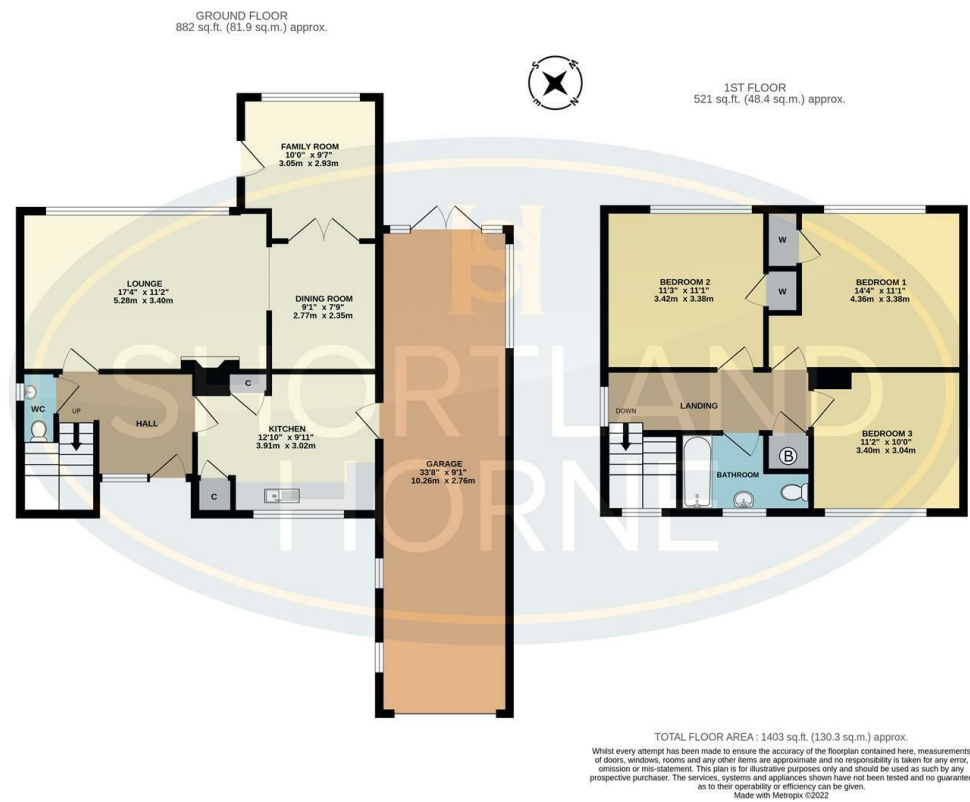 GROUND FLOOR
882 sq.ft. (81.9 sq.m.) approx.
1ST FLOOR
521 sq.ft. (48.4 sq.m.) approx.
S
W
E
N
FAMILY ROOM
10'0" x 9'7"
3.05m x 2.93m
LOUNGE
17'4" x 11'2"
5.28m x 3.40m
DINING ROOM
9'1" x 7'9"
2.77m x 2.35m
WC
UP
HALL
C
KITCHEN
12'10" x 9'11"
3.91m x 3.02m
C
GARAGE
33'8" x 9'1"
10.26m x 2.76m
BEDROOM 2
11'3" x 11'1"
3.42m x 3.38m
W
W
BEDROOM 1
14'4" x 11'1"
4.36m x 3.38m
DOWN
LANDING
BATHROOM
B
BEDROOM 3
11'2" x 10'0"
3.40m x 3.04m
SH
SHORTLAND
HORNE
TOTAL FLOOR AREA : 1403 sq.ft. (130.3 sq.m.) approx.
Whilst every attempt has been made to ensure the accuracy of the floorplan contained here, measurements
of doors, windows, rooms and any other items are approximate and no responsibility is taken for any error,
omission or mis-statement. This plan is for illustrative purposes only and should be used as such by any
prospective purchaser. The services, systems and appliances shown have not been tested and no guarantee
as to their operability or efficiency can be given.
Made with Metropix ©2022